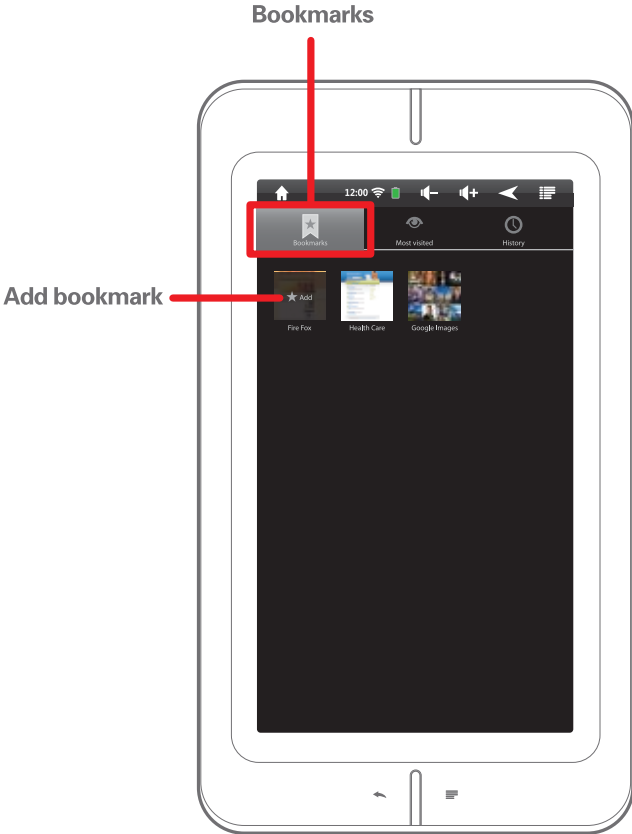 Bookmarks
12:00
Bookmarks Most visited History
Add bookmark
Add
Fire Fox Health Care Google Images